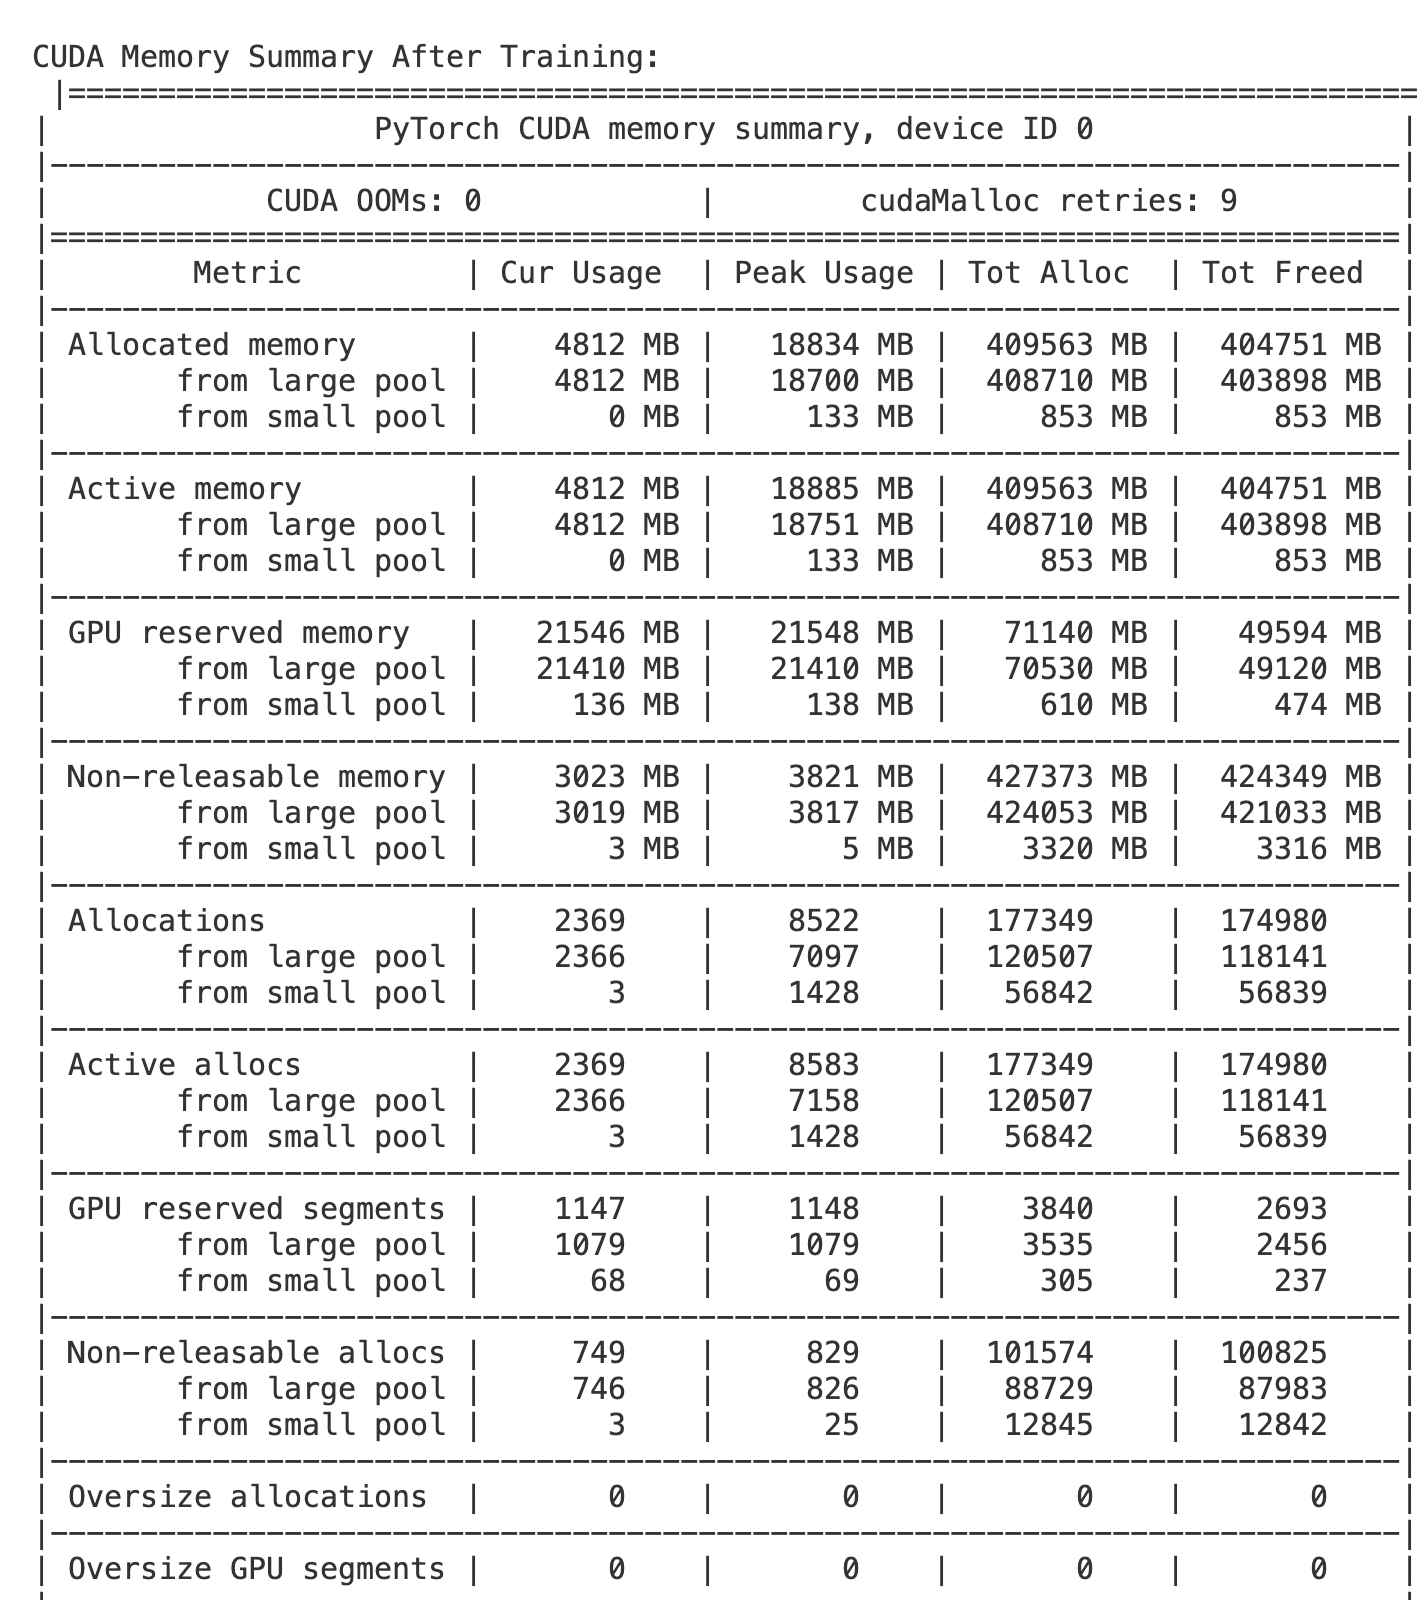 CUDA Memory Summary After Training:
|===========================================================================
| PyTorch CUDA memory summary, device ID 0 |
|---------------------------------------------------------------------------|
| CUDA OOMs: 0 | cudaMalloc retries: 9 |
|===========================================================================|
| Metric | Cur Usage | Peak Usage | Tot Alloc | Tot Freed |
|---------------------------------------------------------------------------|
| Allocated memory | 4812 MB | 18834 MB | 409563 MB | 404751 MB |
| from large pool | 4812 MB | 18700 MB | 408710 MB | 403898 MB |
| from small pool | 0 MB | 133 MB | 853 MB | 853 MB |
|---------------------------------------------------------------------------|
| Active memory | 4812 MB | 18885 MB | 409563 MB | 404751 MB |
| from large pool | 4812 MB | 18751 MB | 408710 MB | 403898 MB |
| from small pool | 0 MB | 133 MB | 853 MB | 853 MB |
|---------------------------------------------------------------------------|
| GPU reserved memory | 21546 MB | 21548 MB | 71140 MB | 49594 MB |
| from large pool | 21410 MB | 21410 MB | 70530 MB | 49120 MB |
| from small pool | 136 MB | 138 MB | 610 MB | 474 MB |
|---------------------------------------------------------------------------|
| Non-releasable memory | 3023 MB | 3821 MB | 427373 MB | 424349 MB |
| from large pool | 3019 MB | 3817 MB | 424053 MB | 421033 MB |
| from small pool | 3 MB | 5 MB | 3320 MB | 3316 MB |
|---------------------------------------------------------------------------|
| Allocations | 2369 | 8522 | 177349 | 174980 |
| from large pool | 2366 | 7097 | 120507 | 118141 |
| from small pool | 3 | 1428 | 56842 | 56839 |
|---------------------------------------------------------------------------|
| Active allocs | 2369 | 8583 | 177349 | 174980 |
| from large pool | 2366 | 7158 | 120507 | 118141 |
| from small pool | 3 | 1428 | 56842 | 56839 |
|---------------------------------------------------------------------------|
| GPU reserved segments | 1147 | 1148 | 3840 | 2693 |
| from large pool | 1079 | 1079 | 3535 | 2456 |
| from small pool | 68 | 69 | 305 | 237 |
|---------------------------------------------------------------------------|
| Non-releasable allocs | 749 | 829 | 101574 | 100825 |
| from large pool | 746 | 826 | 88729 | 87983 |
| from small pool | 3 | 25 | 12845 | 12842 |
|---------------------------------------------------------------------------|
| Oversize allocations | 0 | 0 | 0 | 0 |
|---------------------------------------------------------------------------|
| Oversize GPU segments | 0 | 0 | 0 | 0 |